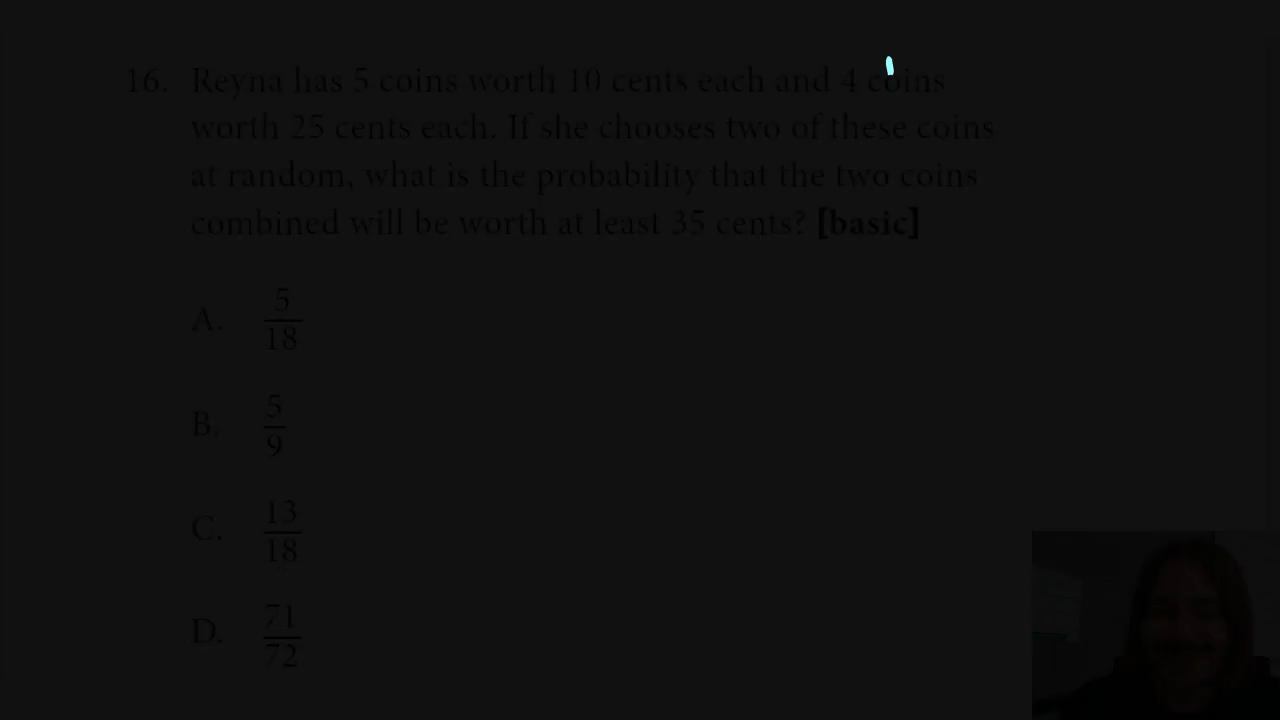 16. Reyna has 5 coins worth 10 cents each and 4 coins
worth 25 cents each. If she chooses two of these coins
at random, what is the probability that the two coins
combined will be worth at least 35 cents? [basic]
A. 5/18
B. 5/9
C. 13/18
D. 71/72